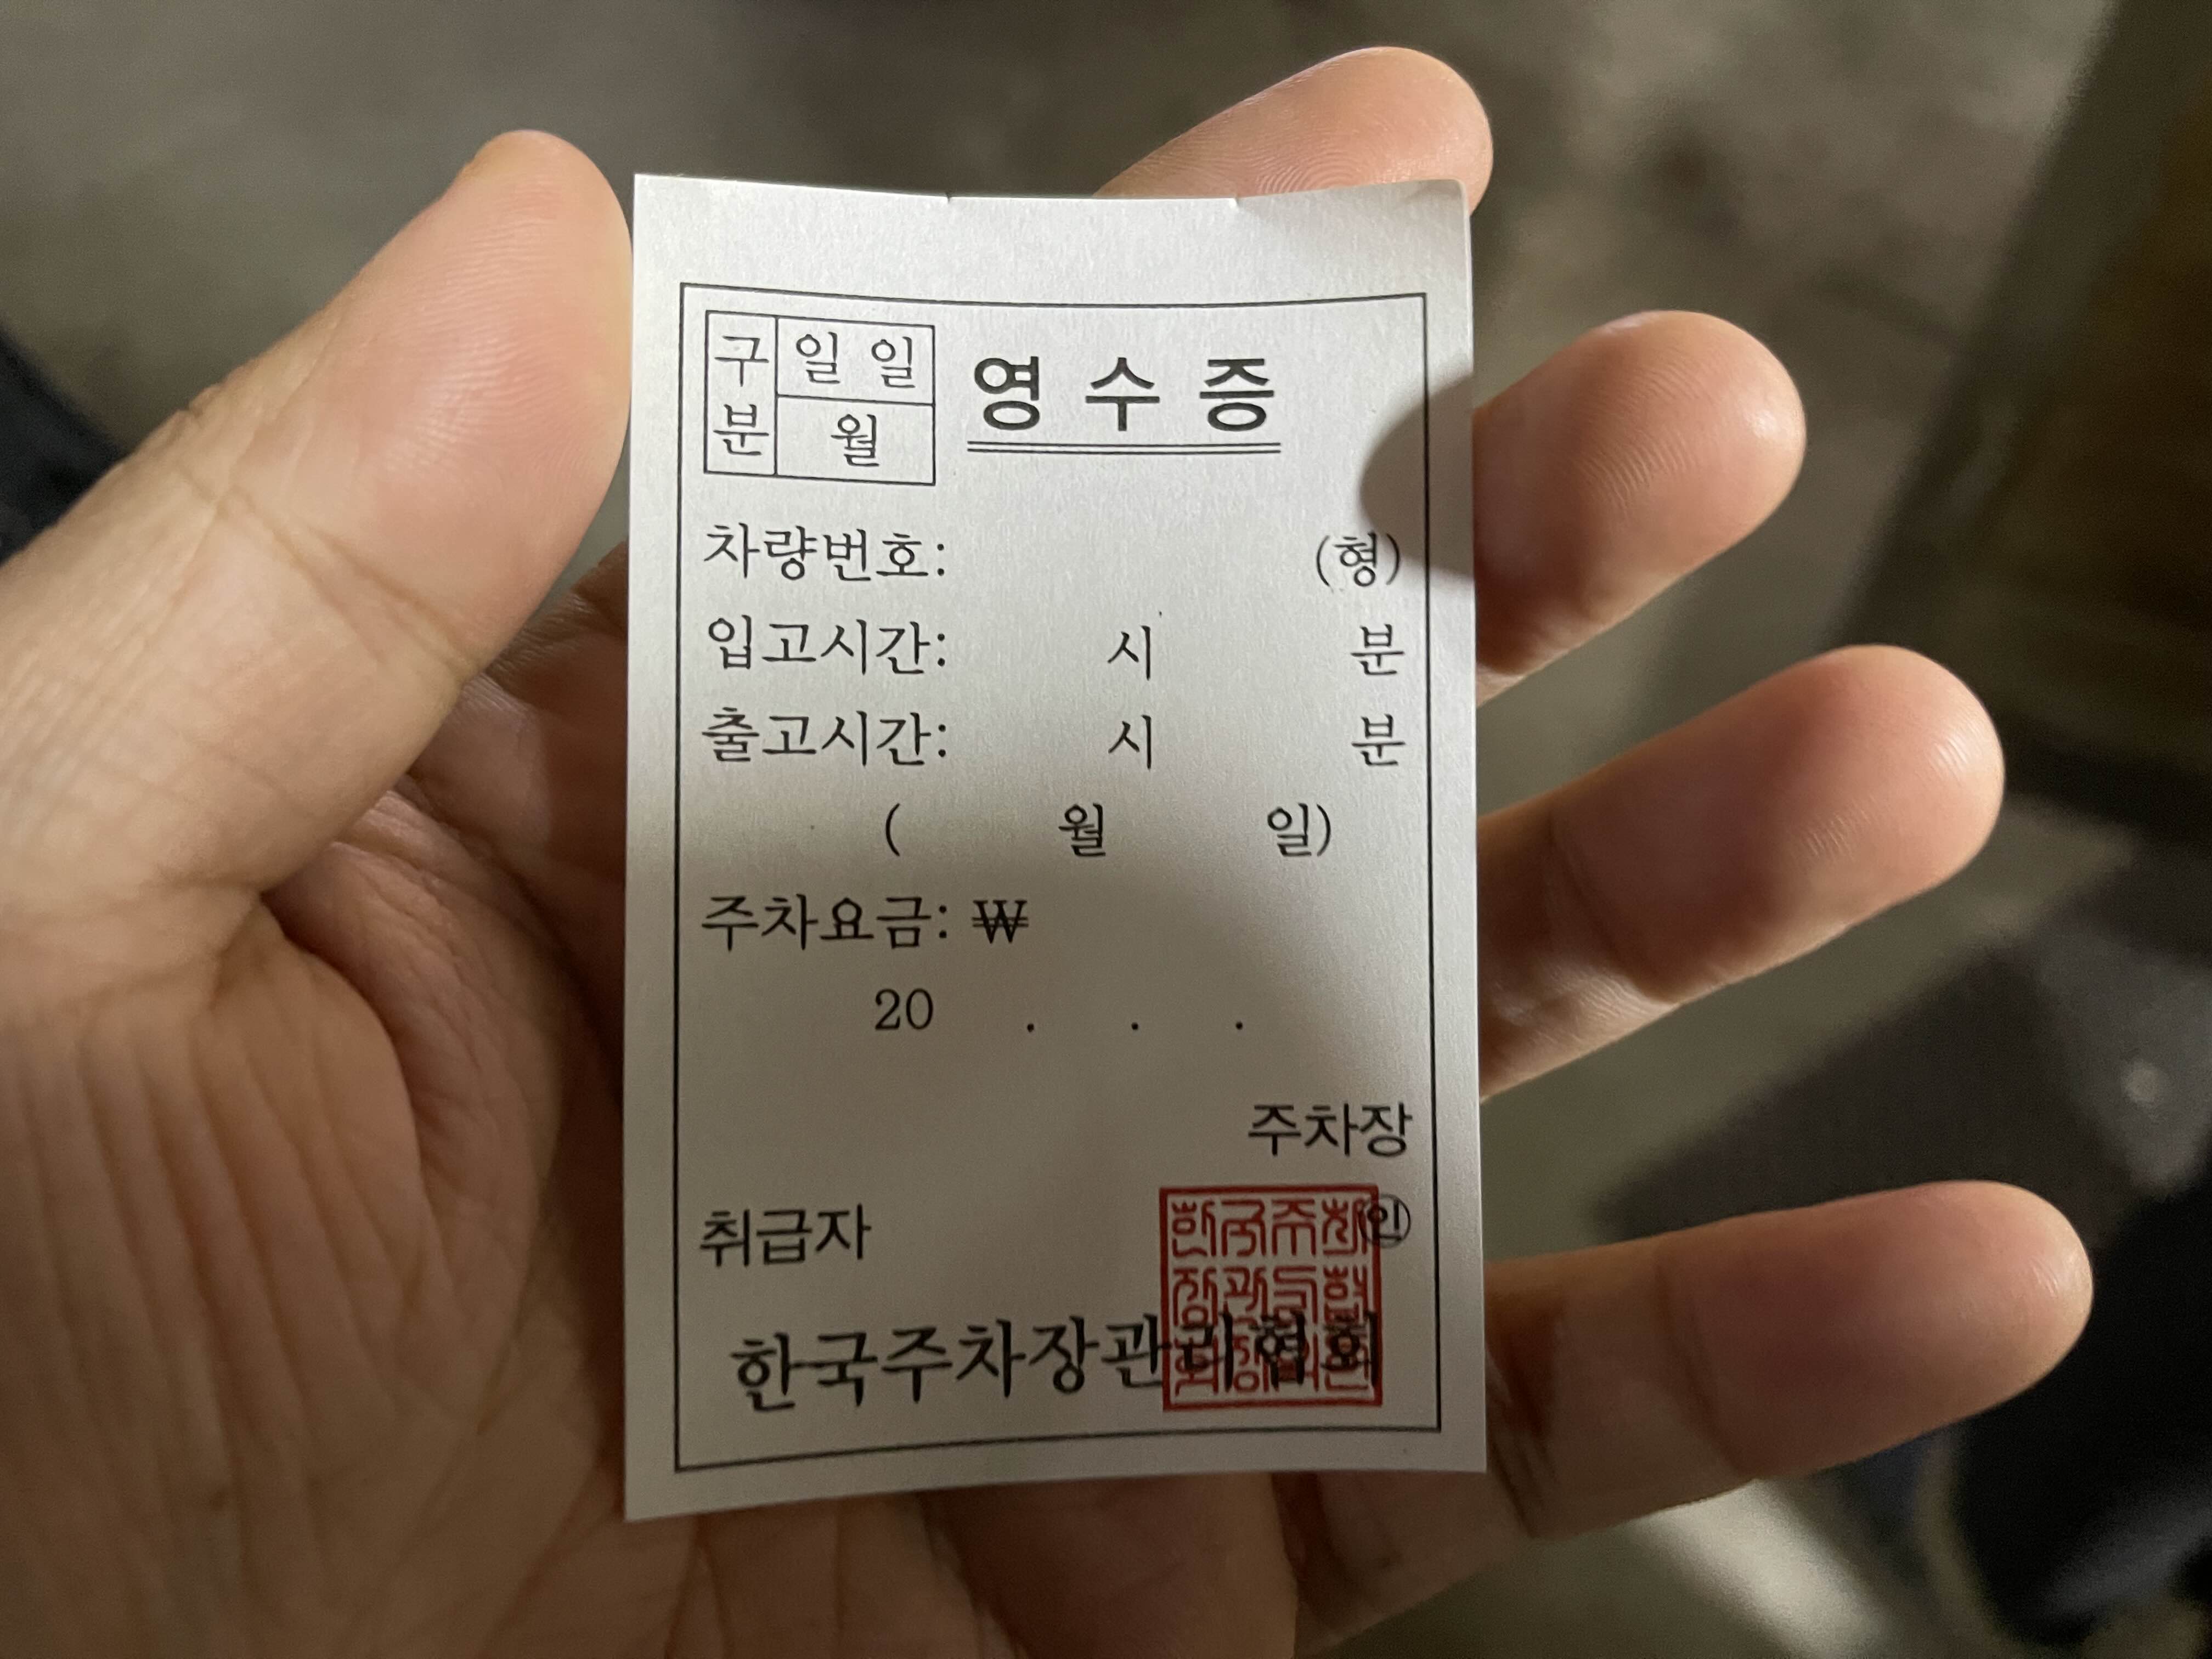 구분 일일 영수증
월
차량번호: (형)
입고시간: 시 분
출고시간: 시 분
( 월 일)
주차요금: ₩
20 . . .
주차장
취급자 ㊞
한국주차장관리협회